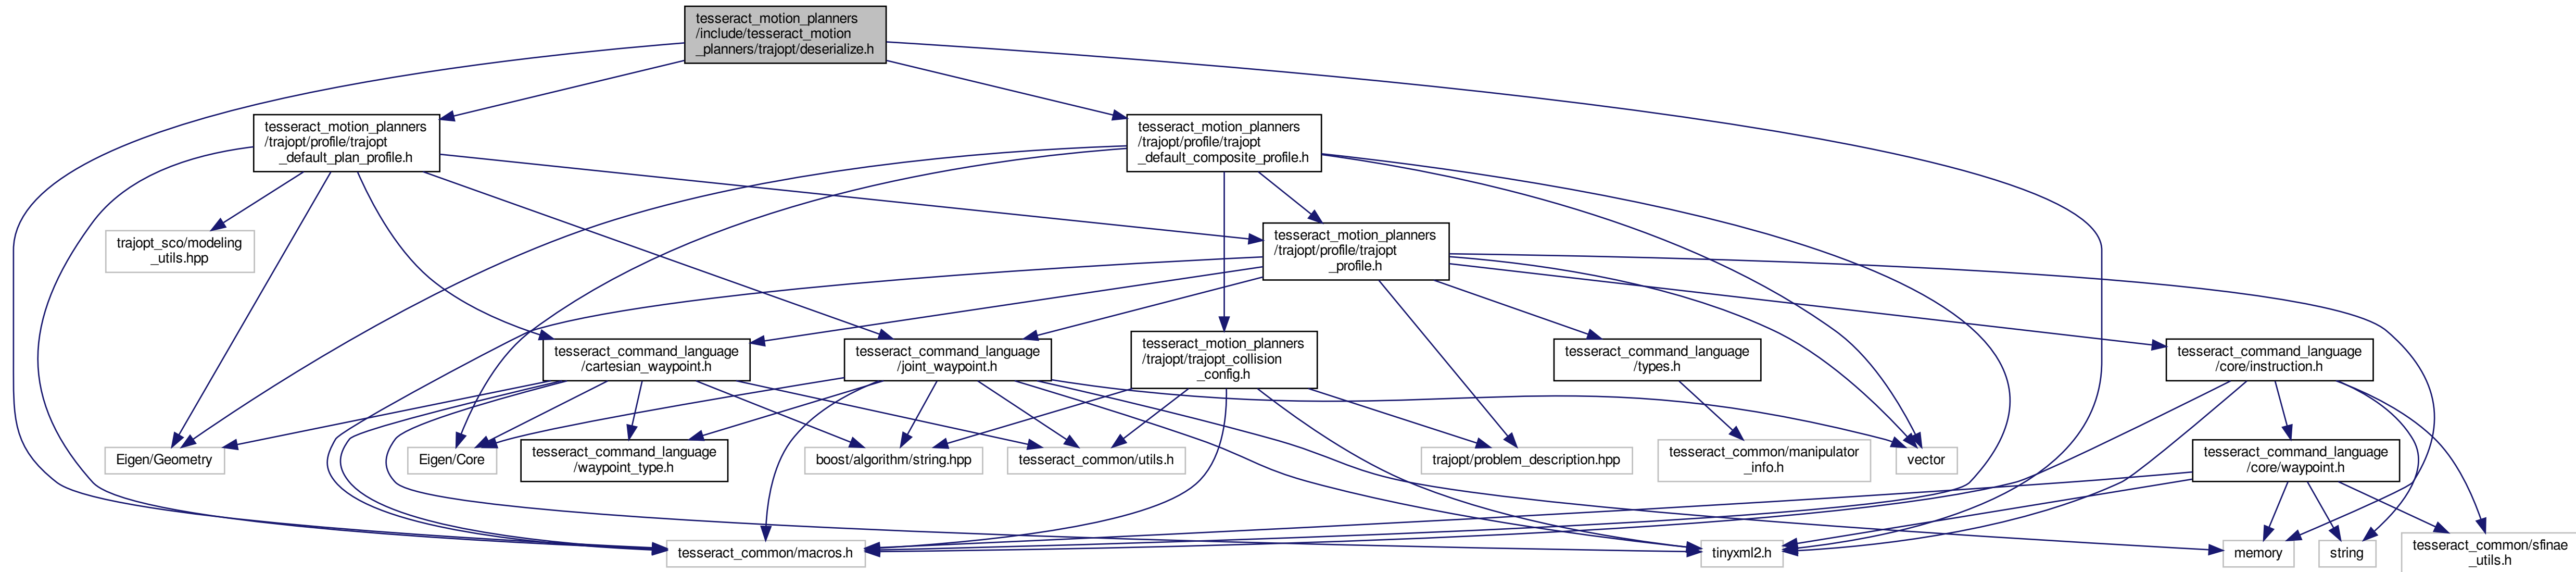 tesseract_motion_planners
/include/tesseract_motion
_planners/trajopt/deserialize.h
tesseract_motion_planners
/trajopt/profile/trajopt
_default_plan_profile.h
tesseract_motion_planners
/trajopt/profile/trajopt
_default_composite_profile.h
trajopt_sco/modeling
_utils.hpp
tesseract_motion_planners
/trajopt/profile/trajopt
_profile.h
tesseract_command_language
/cartesian_waypoint.h
tesseract_command_language
/joint_waypoint.h
tesseract_motion_planners
/trajopt/trajopt_collision
_config.h
tesseract_command_language
/types.h
tesseract_command_language
/core/instruction.h
Eigen/Geometry
Eigen/Core
tesseract_command_language
/waypoint_type.h
boost/algorithm/string.hpp
tesseract_common/utils.h
trajopt/problem_description.hpp
tesseract_common/manipulator
_info.h
vector
tesseract_command_language
/core/waypoint.h
tesseract_common/macros.h
tinyxml2.h
memory
string
tesseract_common/sfinae
_utils.h